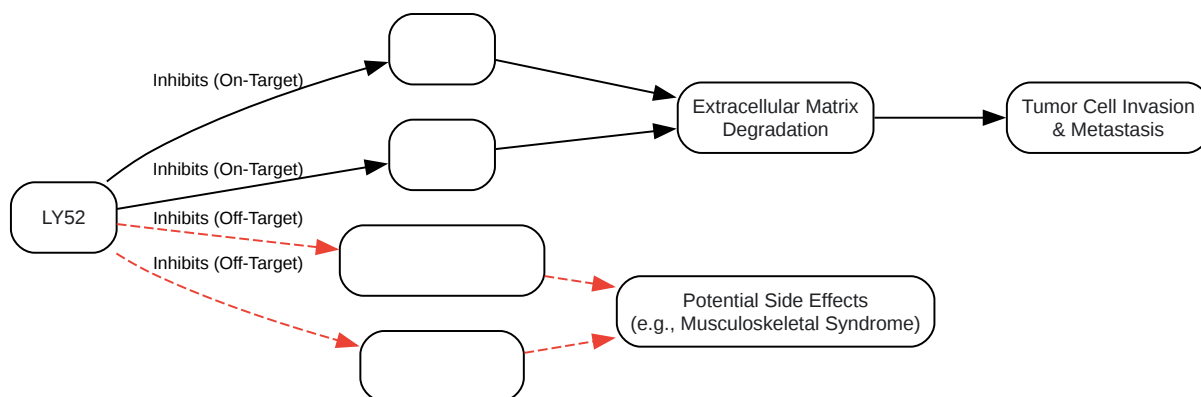 Inhibits (On-Target)
Extracellular Matrix
Degradation
Tumor Cell Invasion
& Metastasis
Inhibits (On-Target)
LY52
Inhibits (Off-Target)
Inhibits (Off-Target)
Potential Side Effects
(e.g., Musculoskeletal Syndrome)